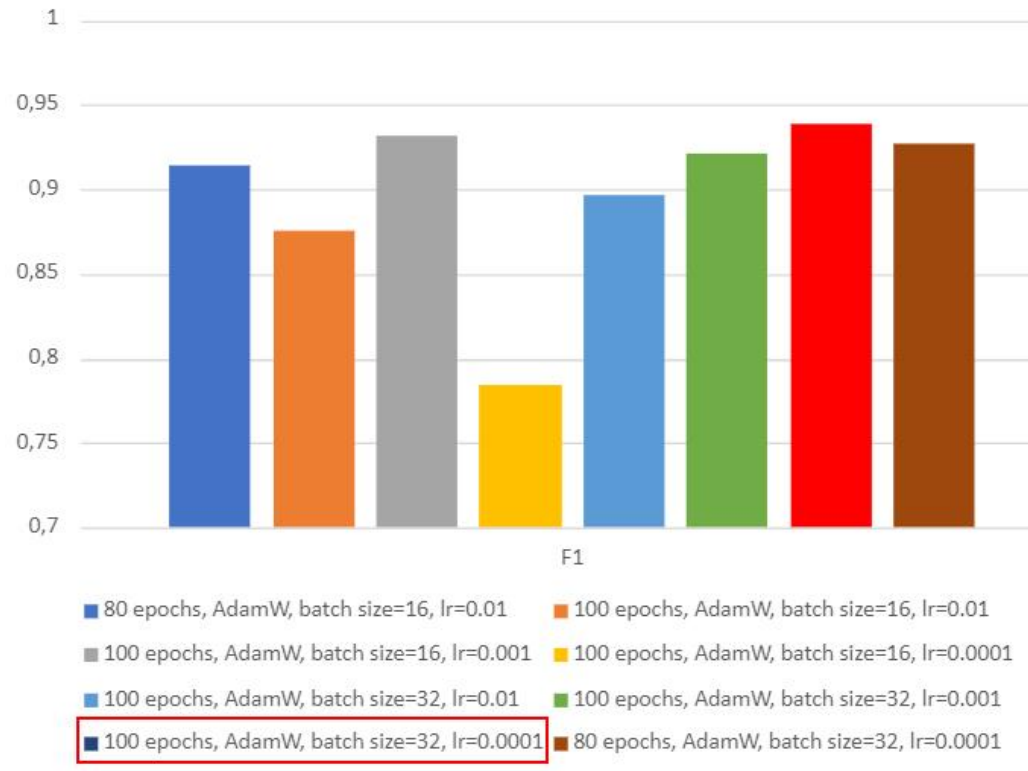 1
0,95
0,9
0,85
0,8
0,75
0,7
F1
80 epochs, AdamW, batch size=16, lr=0.01
100 epochs, AdamW, batch size=16, lr=0.01
100 epochs, AdamW, batch size=16, lr=0.001
100 epochs, AdamW, batch size=16, lr=0.0001
100 epochs, AdamW, batch size=32, lr=0.01
100 epochs, AdamW, batch size=32, lr=0.001
100 epochs, AdamW, batch size=32, lr=0.0001
80 epochs, AdamW, batch size=32, lr=0.0001